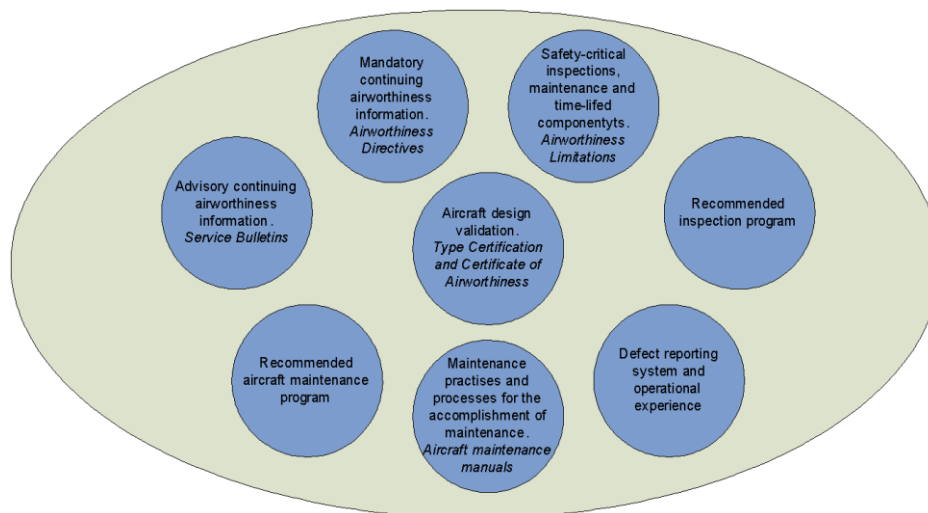 Mandatory
continuing
airworthiness
information.
Airworthiness
Directives
Safety-critical
inspections,
maintenance and
time-lifed
componentyts.
Airworthiness
Limitations
Advisory continuing
airworthiness
information.
Service Bulletins
Aircraft design
validation.
Type Certification
and Certificate of
Airworthiness
Recommended
inspection program
Recommended
aircraft maintenance
program
Maintenance
practises and
processes for the
accomplishment of
maintenance.
Aircraft maintenance
manuals
Defect reporting
system and
operational
experience